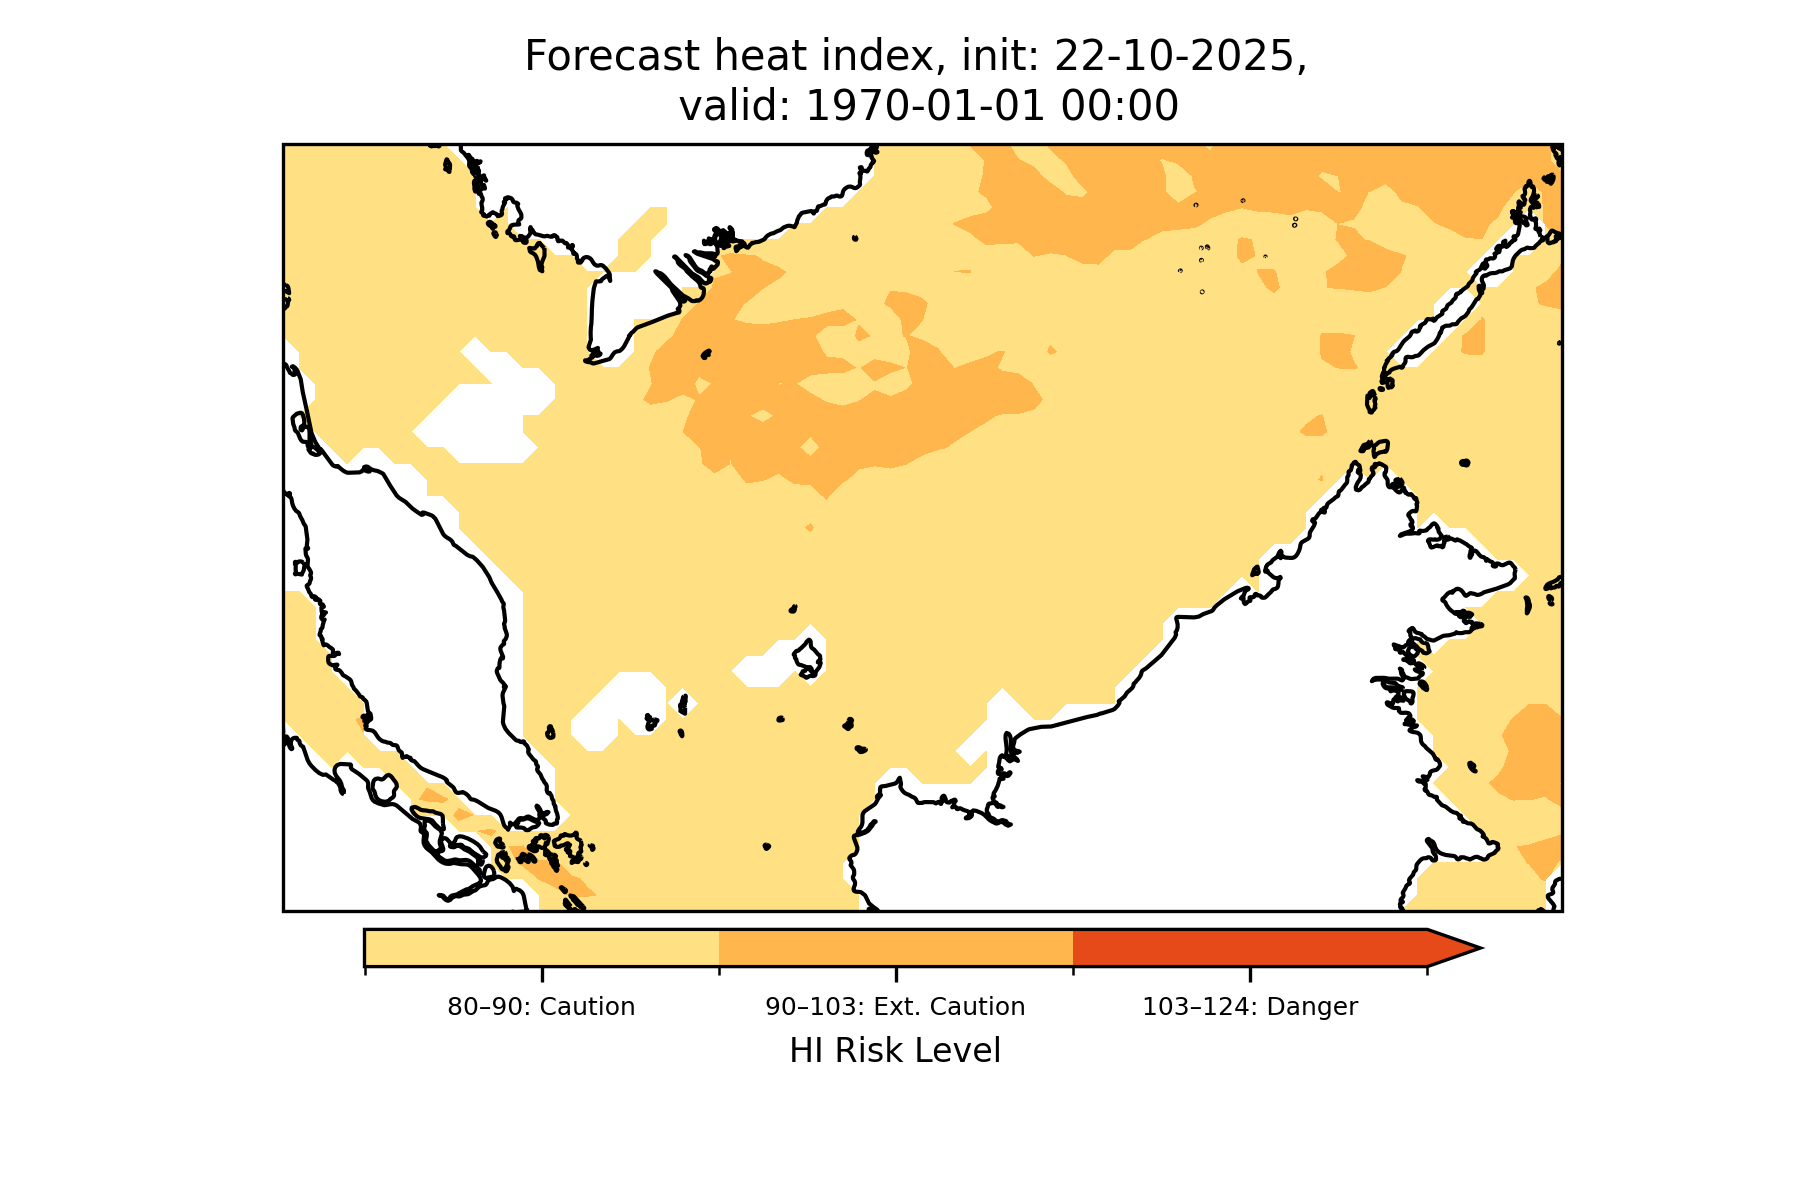 Forecast heat index, init: 22-10-2025,
valid: 1970-01-01 00:00
80–90: Caution
90–103: Ext. Caution
103–124: Danger
HI Risk Level